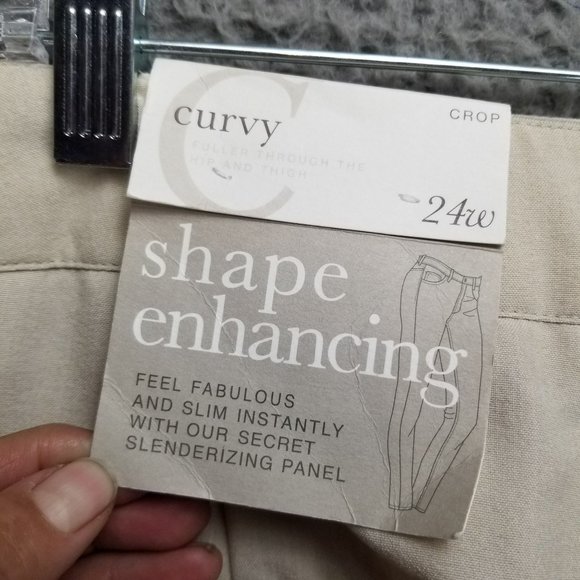 C
curvy
CROP
FULLER THROUGH THE
HIP AND THIGH
24w
shape
enhancing
FEEL FABULOUS
AND SLIM INSTANTLY
WITH OUR SECRET
SLENDERIZING PANEL